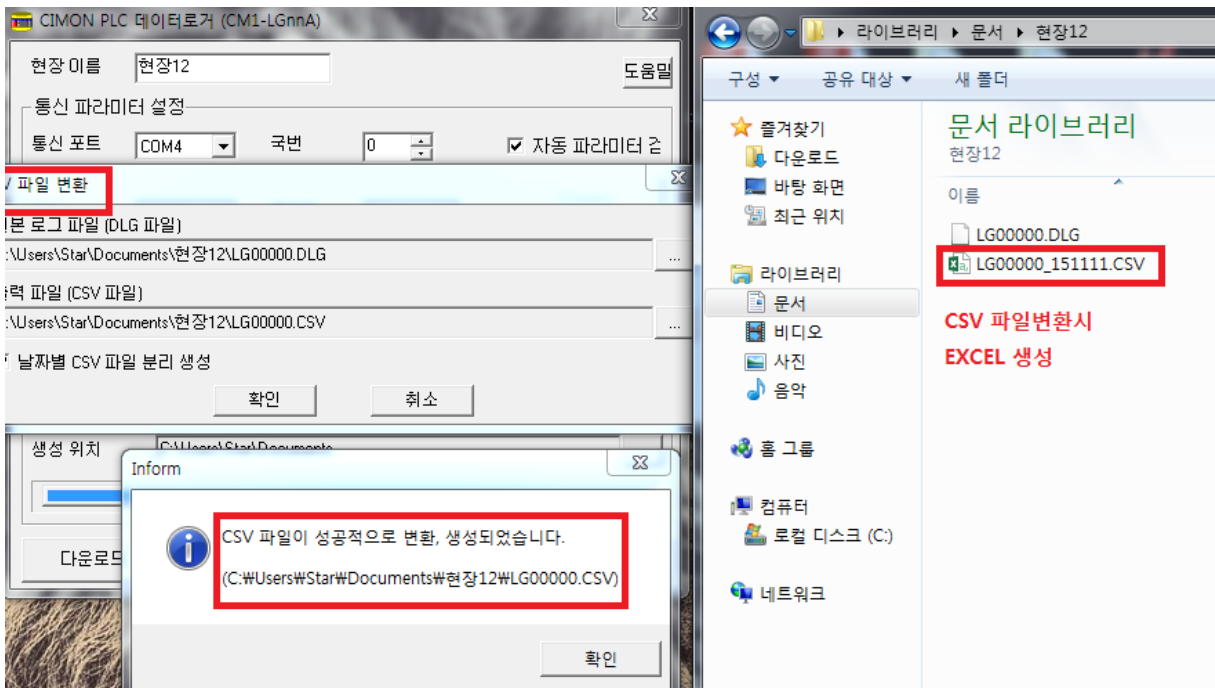 CIMON PLC 데이터로거 (CM1-LGnnA)
현장 이름 현장12
도움말
통신 파라미터 설정
통신 포트 COM4 국번 0 자동 파라미터 검
V 파일 변환
본 로그 파일 (DLG 파일)
:\Users\Star\Documents\현장12\LG00000.DLG ...
력 파일 (CSV 파일)
:\Users\Star\Documents\현장12\LG00000.CSV ...
날짜별 CSV 파일 분리 생성
확인 취소
생성 위치 C:\Users\Star\Documents
다운로드
Inform
CSV 파일이 성공적으로 변환, 생성되었습니다.
(C:₩Users₩Star₩Documents₩현장12₩LG00000.CSV)
확인
라이브러리 ▸ 문서 ▸ 현장12
구성 ▼ 공유 대상 ▼ 새 폴더
즐겨찾기
다운로드
바탕 화면
최근 위치
라이브러리
문서
비디오
사진
음악
홈 그룹
컴퓨터
로컬 디스크 (C:)
네트워크
문서 라이브러리
현장12
이름
LG00000.DLG
LG00000_151111.CSV
CSV 파일변환시
EXCEL 생성